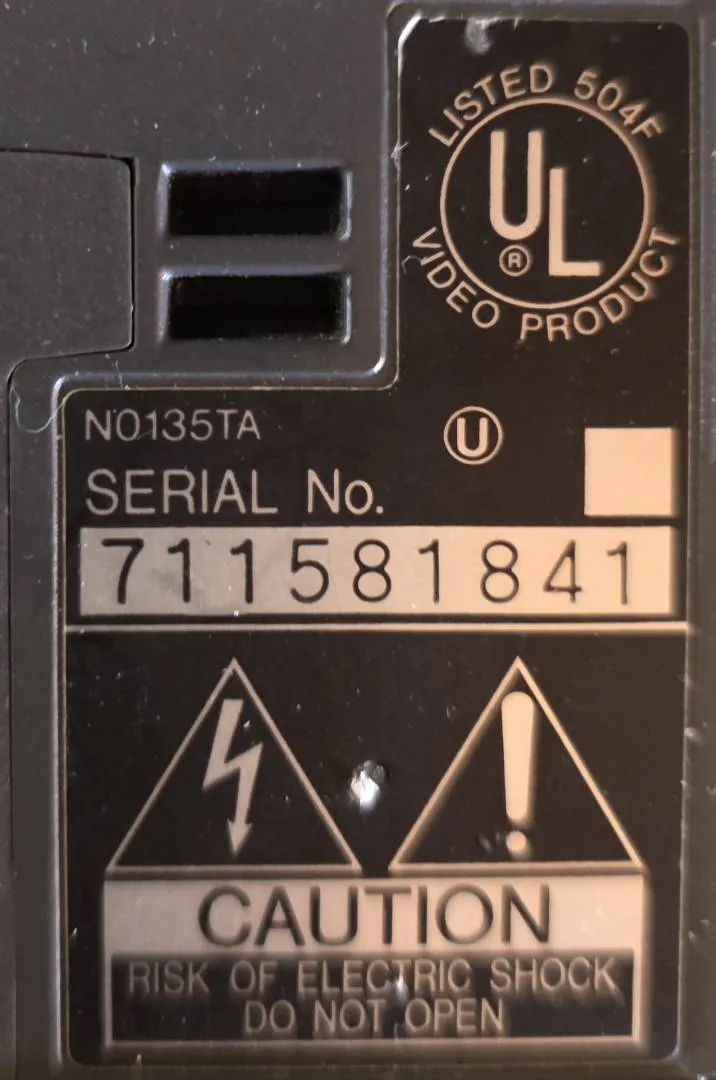 LISTED 504F
UL
®
VIDEO PRODUCT
N0135TA
U
SERIAL No.
711581841
CAUTION
RISK OF ELECTRIC SHOCK
DO NOT OPEN